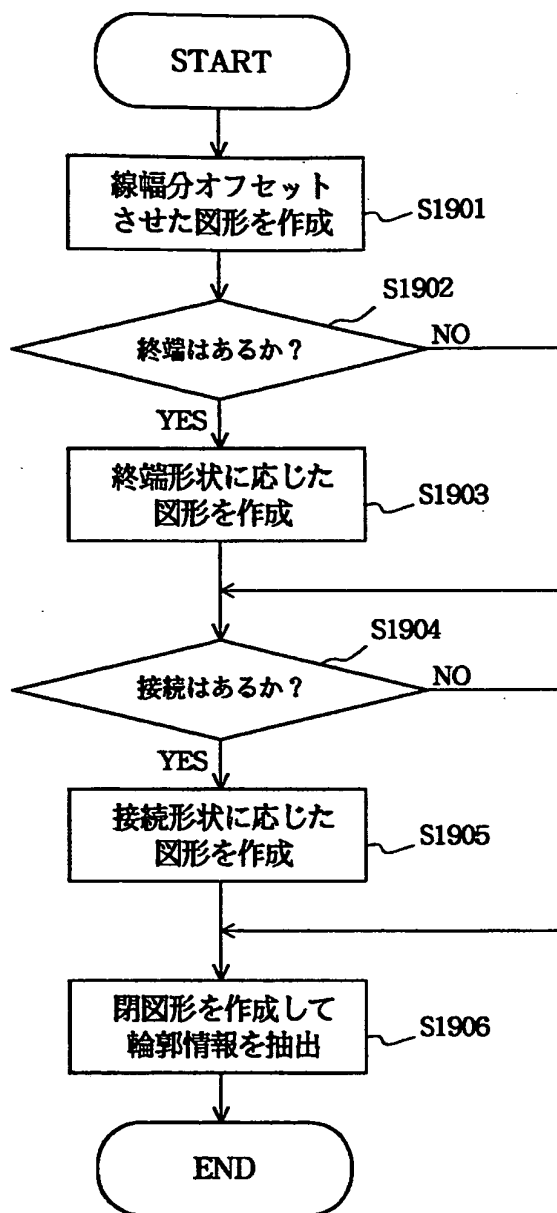 START
線幅分オフセット
させた図形を作成
S1901
S1902
終端はあるか？
NO
YES
終端形状に応じた
図形を作成
S1903
S1904
接続はあるか？
NO
YES
接続形状に応じた
図形を作成
S1905
閉図形を作成して
輪郭情報を抽出
S1906
END